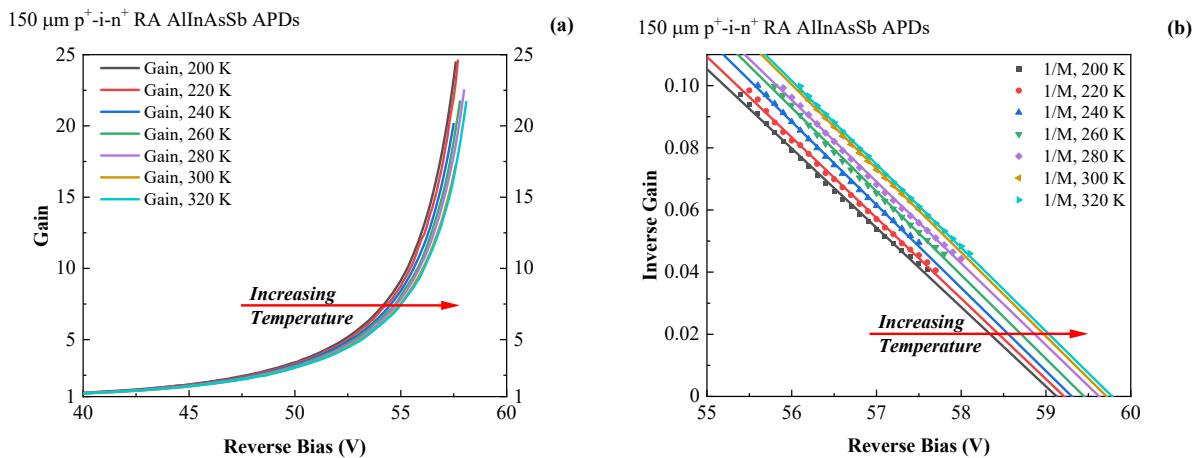 150 μm p⁺-i-n⁺ RA AlInAsSb APDs
(a)
25
20
15
10
5
1
Gain
25
20
15
10
5
1
Gain, 200 K
Gain, 220 K
Gain, 240 K
Gain, 260 K
Gain, 280 K
Gain, 300 K
Gain, 320 K
Increasing
Temperature
40 45 50 55 60
Reverse Bias (V)
150 μm p⁺-i-n⁺ RA AlInAsSb APDs
(b)
0.10
0.08
0.06
0.04
0.02
0
Inverse Gain
1/M, 200 K
1/M, 220 K
1/M, 240 K
1/M, 260 K
1/M, 280 K
1/M, 300 K
1/M, 320 K
Increasing
Temperature
55 56 57 58 59 60
Reverse Bias (V)